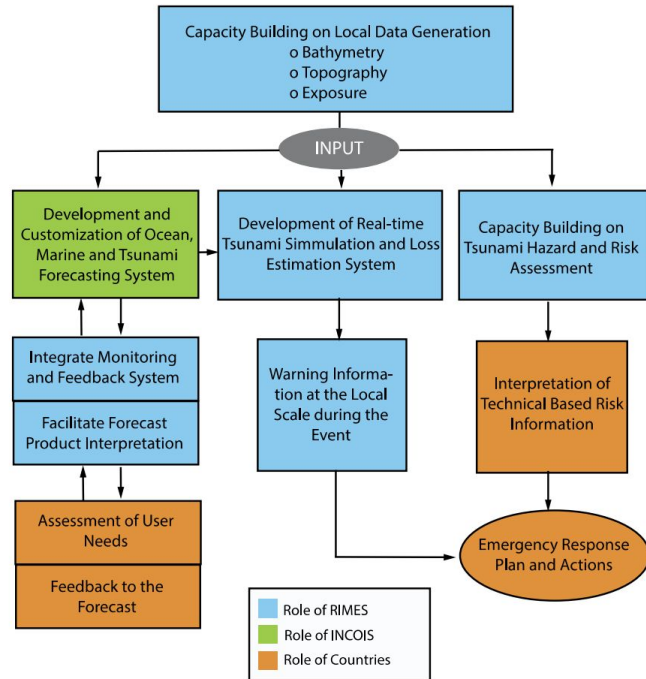 Capacity Building on Local Data Generation
o Bathymetry
o Topography
o Exposure
INPUT
Development and
Customization of Ocean,
Marine and Tsunami
Forecasting System
Development of Real-time
Tsunami Simmulation and Loss
Estimation System
Capacity Building on
Tsunami Hazard and Risk
Assessment
Integrate Monitoring
and Feedback System
Facilitate Forecast
Product Interpretation
Warning Informa-
tion at the Local
Scale during the
Event
Interpretation of
Technical Based Risk
Information
Assessment of User
Needs
Feedback to the
Forecast
Emergency Response
Plan and Actions
Role of RIMES
Role of INCOIS
Role of Countries